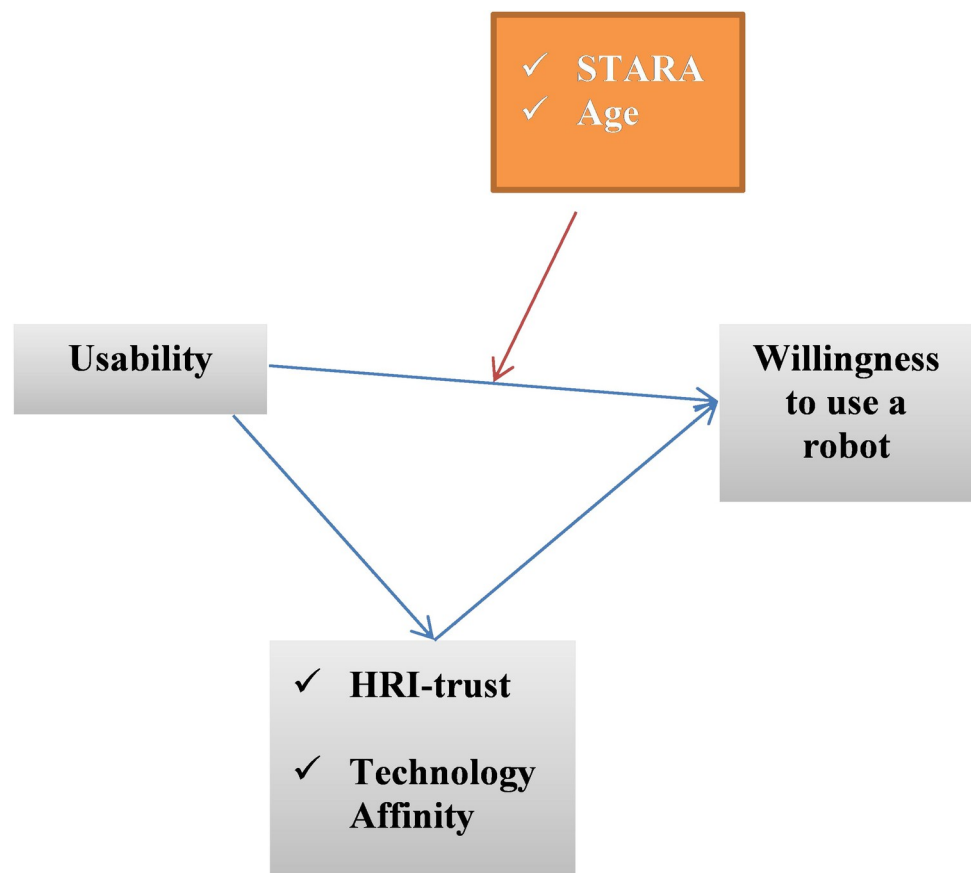 ✓ STARA
✓ Age
Usability
Willingness
to use a
robot
✓ HRI-trust
✓ Technology
Affinity